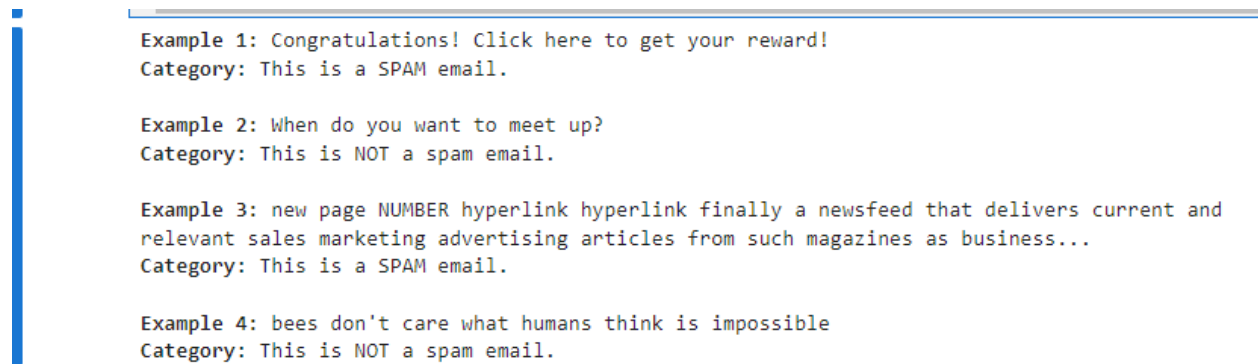 Example 1: Congratulations! Click here to get your reward!
Category: This is a SPAM email.
Example 2: When do you want to meet up?
Category: This is NOT a spam email.
Example 3: new page NUMBER hyperlink hyperlink finally a newsfeed that delivers current and
relevant sales marketing advertising articles from such magazines as business...
Category: This is a SPAM email.
Example 4: bees don't care what humans think is impossible
Category: This is NOT a spam email.